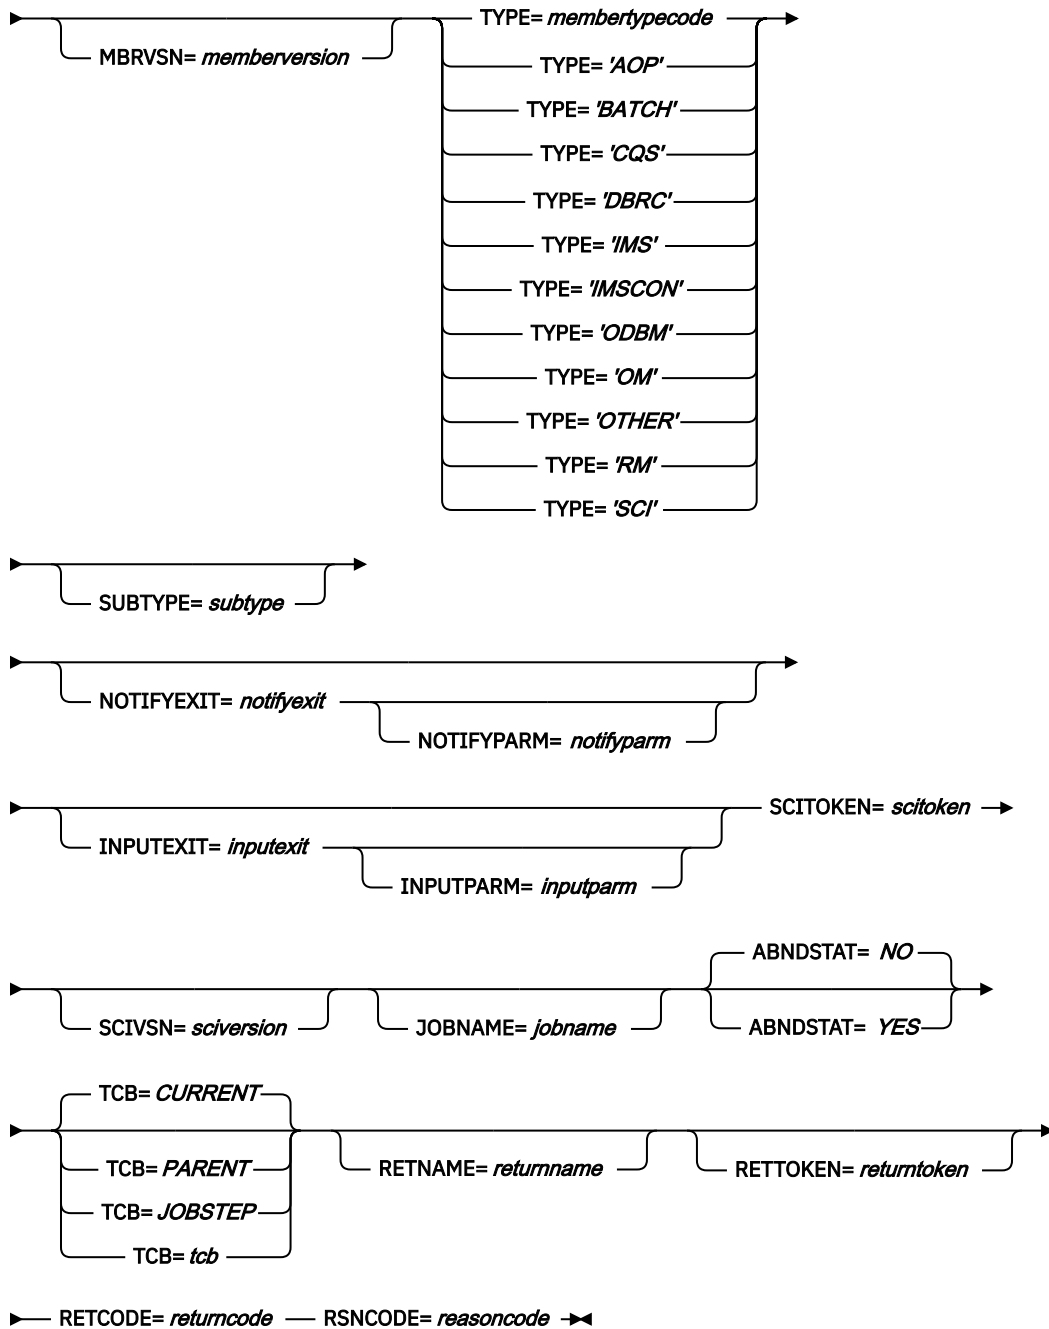 TYPE= membertypecode
MBRVSN= memberversion
TYPE= 'AOP'
TYPE= 'BATCH'
TYPE= 'CQS'
TYPE= 'DBRC'
TYPE= 'IMS'
TYPE= 'IMSCON'
TYPE= 'ODBM'
TYPE= 'OM'
TYPE= 'OTHER'
TYPE= 'RM'
TYPE= 'SCI'
SUBTYPE= subtype
NOTIFYEXIT= notifyexit
NOTIFYPARM= notifyparm
SCITOKEN= scitoken
INPUTEXIT= inputexit
INPUTPARM= inputparm
ABNDSTAT= NO
SCIVSN= sciversion JOBNAME= jobname ABNDSTAT= YES
TCB= CURRENT
TCB= PARENT RETNAME= returnname RETTOKEN= returntoken
TCB= JOBSTEP
TCB= tcb
RETCODE= returncode RSNCODE= reasoncode